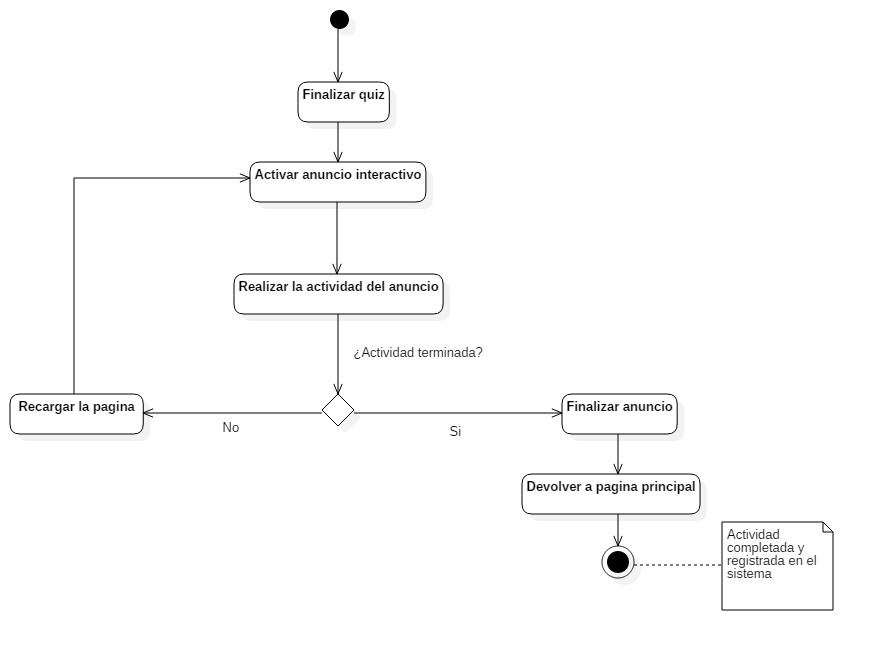 Finalizar quiz
Activar anuncio interactivo
Realizar la actividad del anuncio
¿Actividad terminada?
Recargar la pagina
No
Si
Finalizar anuncio
Devolver a pagina principal
Actividad
completada y
registrada en el
sistema